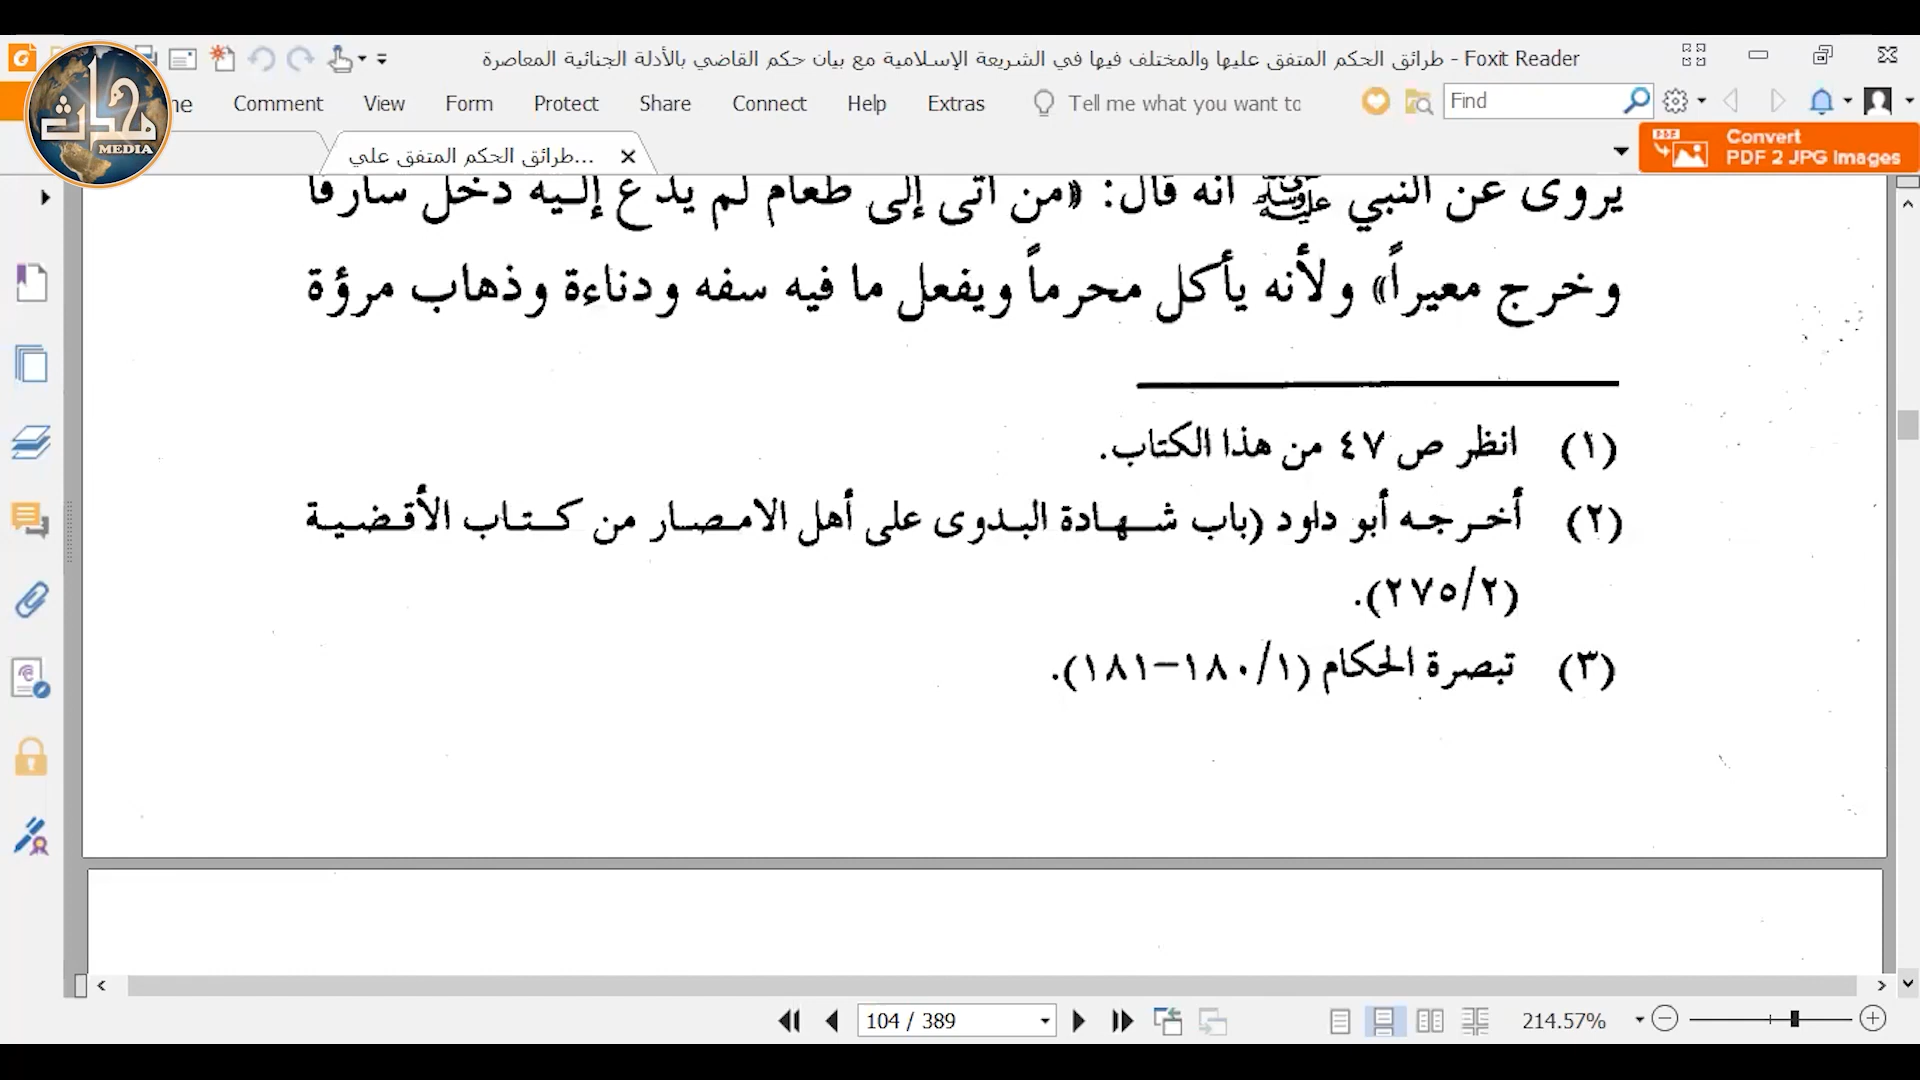 طرائق الحكم المتفق عليها والمختلف فيها في الشريعة الإسلامية مع بيان حكم القاضي بالأدلة الجنائية المعاصرة - Foxit Reader
Comment View Form Protect Share Connect Help Extras Tell me what you want to Find
محدث
MEDIA
طرائق الحكم المتفق علي...
Convert
PDF 2 JPG Images
يروى عن النبي ﷺ أنه قال: «من أتى إلى طعام لم يدع إليه دخل سارقاً
وخرج معيراً» ولأنه يأكل محرماً ويفعل ما فيه سفه ودناءة وذهاب مرؤة
(١) انظر ص ٤٧ من هذا الكتاب.
(٢) أخرجه أبو داود (باب شهادة البدوى على أهل الامصار من كتاب الأقضية
(٢٧٥/٢).
(٣) تبصرة الحكام (١٨٠/١-١٨١).
104 / 389
214.57%